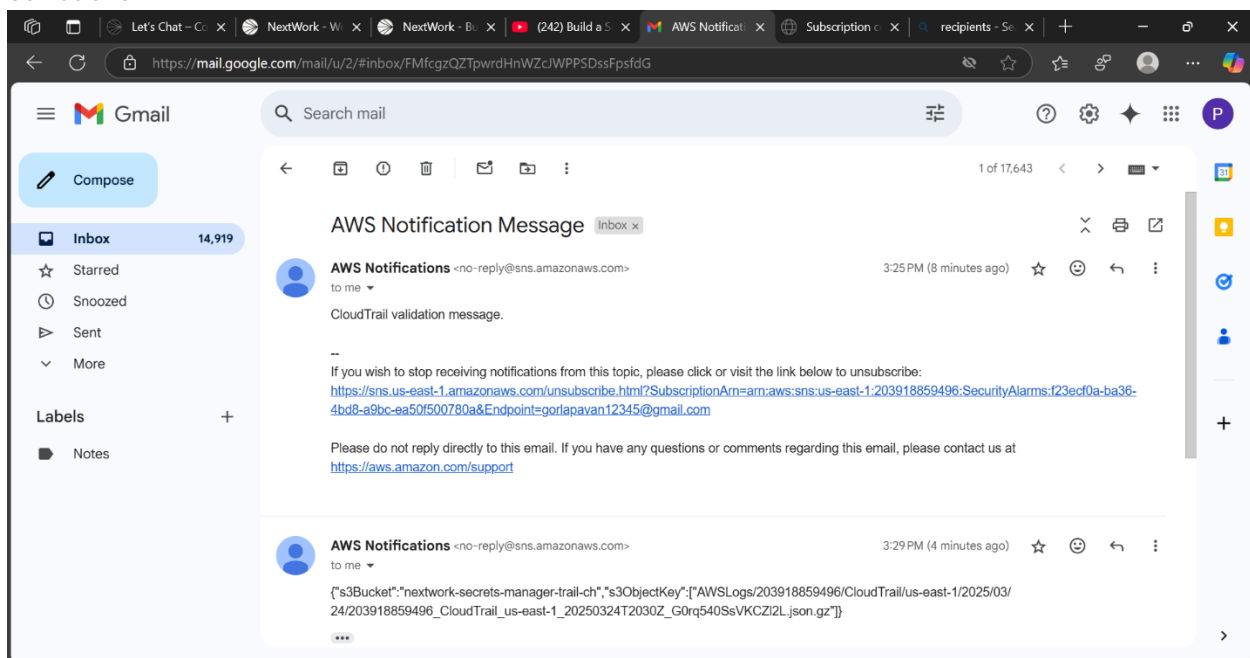 Let's Chat – Co
NextWork - W
NextWork - Bu
(242) Build a S
AWS Notificati
Subscription c
recipients - Se
https://mail.google.com/mail/u/2/#inbox/FMfcgzQZTpwrdHnWZcJWPPSDssFpsfdG
Gmail
Search mail
P
Compose
1 of 17,643
31
AWS Notification Message Inbox x
Inbox 14,919
Starred
Snoozed
Sent
More
Labels +
Notes
AWS Notifications <no-reply@sns.amazonaws.com> 3:25 PM (8 minutes ago)
to me
CloudTrail validation message.
--
If you wish to stop receiving notifications from this topic, please click or visit the link below to unsubscribe:
https://sns.us-east-1.amazonaws.com/unsubscribe.html?SubscriptionArn=arn:aws:sns:us-east-1:203918859496:SecurityAlarms:f23ecf0a-ba36-
4bd8-a9bc-ea50f500780a&Endpoint=gorlapavan12345@gmail.com
Please do not reply directly to this email. If you have any questions or comments regarding this email, please contact us at
https://aws.amazon.com/support
AWS Notifications <no-reply@sns.amazonaws.com> 3:29 PM (4 minutes ago)
to me
{"s3Bucket":"nextwork-secrets-manager-trail-ch","s3ObjectKey":["AWSLogs/203918859496/CloudTrail/us-east-1/2025/03/
24/203918859496_CloudTrail_us-east-1_20250324T2030Z_G0rq540SsVKCZl2L.json.gz"]}